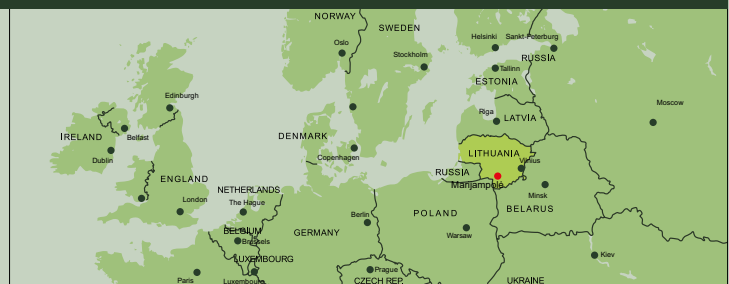 NORWAY
SWEDEN
Helsinki
Sankt-Peterburg
Oslo
Stockholm
RUSSIA
Tallinn
ESTONIA
Edinburgh
Riga
LATVIA
Moscow
IRELAND
Belfast
DENMARK
Dublin
Copenhagen
LITHUANIA
Vilnius
ENGLAND
RUSSIA
Marijampolė
NETHERLANDS
Minsk
London
The Hague
Berlin
POLAND
BELARUS
BELGIUM
GERMANY
Warsaw
Brussels
Kiev
LUXEMBOURG
Prague
Paris
Luxembourg
CZECH REP.
UKRAINE